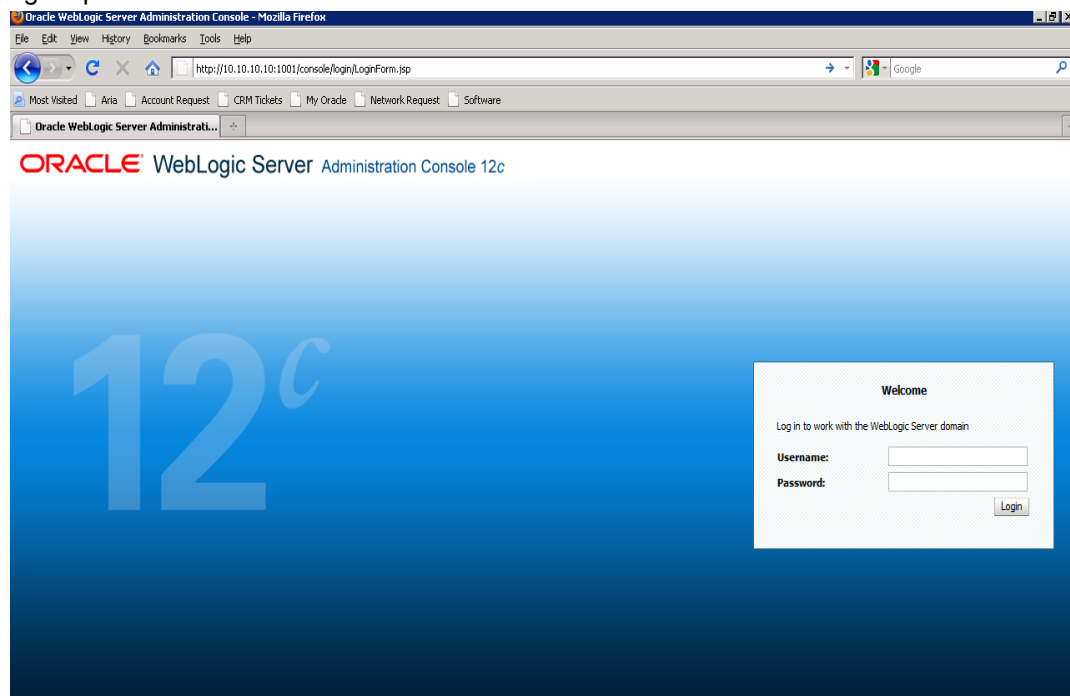 Oracle WebLogic Server Administration Console - Mozilla Firefox
File Edit View History Bookmarks Tools Help
http://10.10.10.10:1001/console/login/LoginForm.jsp
Google
Most Visited Aria Account Request CRM Tickets My Oracle Network Request Software
Oracle WebLogic Server Administrati...
ORACLE WebLogic Server Administration Console 12c
12c
Welcome
Log in to work with the WebLogic Server domain
Username:
Password:
Login